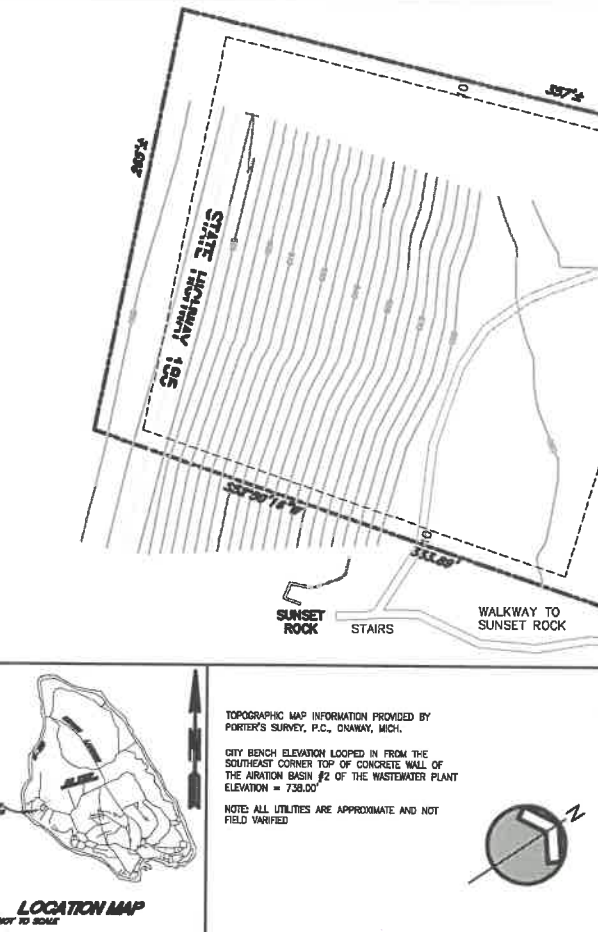 357'±
10
STATE HIGHWAY 185
10
333.89'
SUNSET
ROCK
STAIRS
WALKWAY TO
SUNSET ROCK
TOPOGRAPHIC MAP INFORMATION PROVIDED BY
PORTER'S SURVEY, P.C., ONAWAY, MICH.
CITY BENCH ELEVATION LOOPED IN FROM THE
SOUTHEAST CORNER TOP OF CONCRETE WALL OF
THE AIRATION BASIN #2 OF THE WASTEWATER PLANT
ELEVATION = 738.00'
NOTE: ALL UTILITIES ARE APPROXIMATE AND NOT
FIELD VARIFIED
N
N
LOCATION MAP
NOT TO SCALE